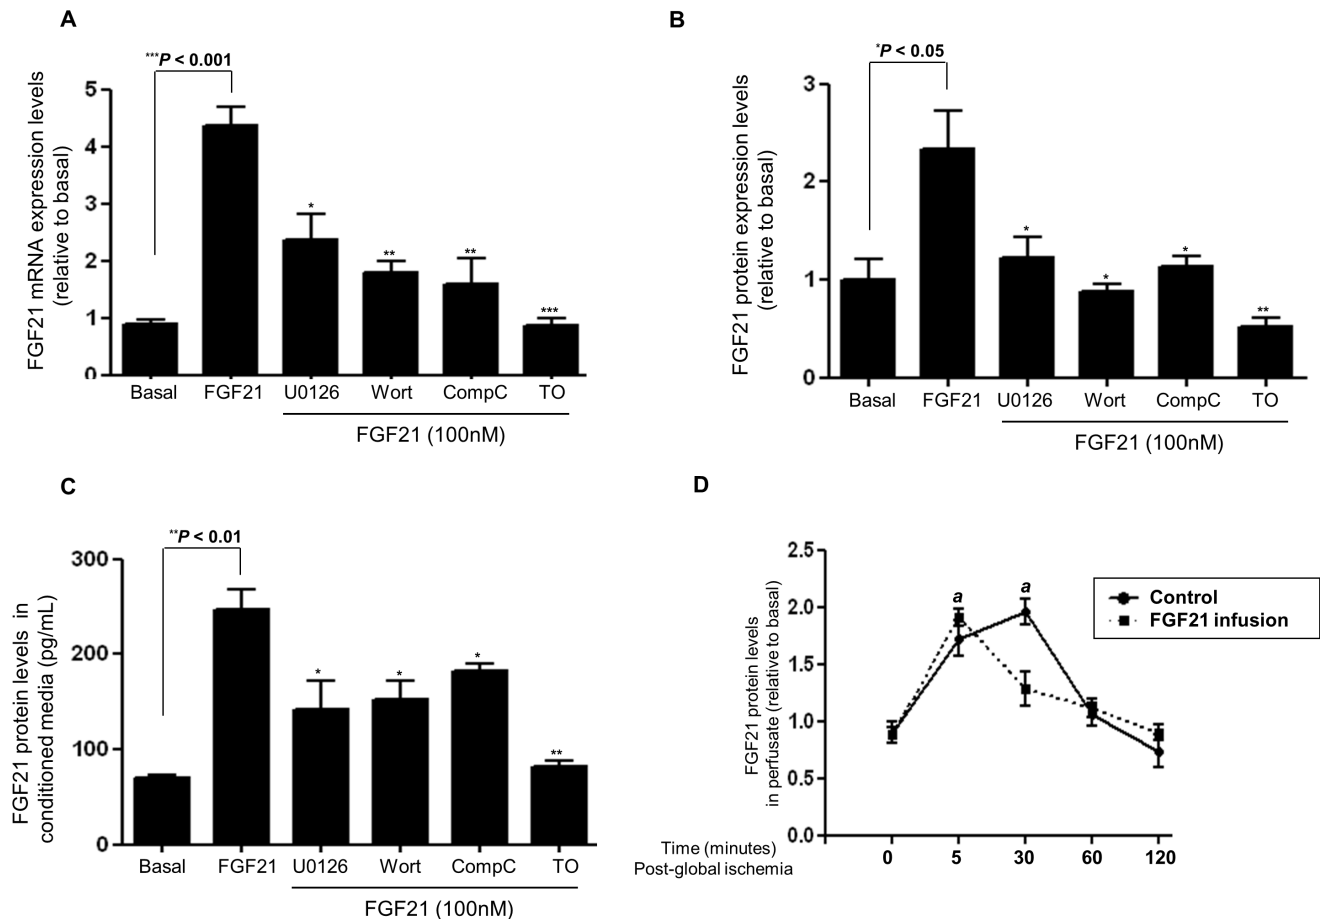 A
***P < 0.001
FGF21 mRNA expression levels
(relative to basal)
5
4
3
2
1
0
*
**
**
***
Basal
FGF21
U0126
Wort
CompC
TO
FGF21 (100nM)
B
*P < 0.05
FGF21 protein expression levels
(relative to basal)
3
2
1
0
*
*
*
**
Basal
FGF21
U0126
Wort
CompC
TO
FGF21 (100nM)
C
**P < 0.01
FGF21 protein levels in
conditioned media (pg/mL)
300
200
100
0
*
*
*
**
Basal
FGF21
U0126
Wort
CompC
TO
FGF21 (100nM)
D
FGF21 protein levels
in perfusate (relative to basal)
2.5
2.0
1.5
1.0
0.5
0.0
a
a
Control
FGF21 infusion
Time (minutes)
Post-global ischemia
0
5
30
60
120